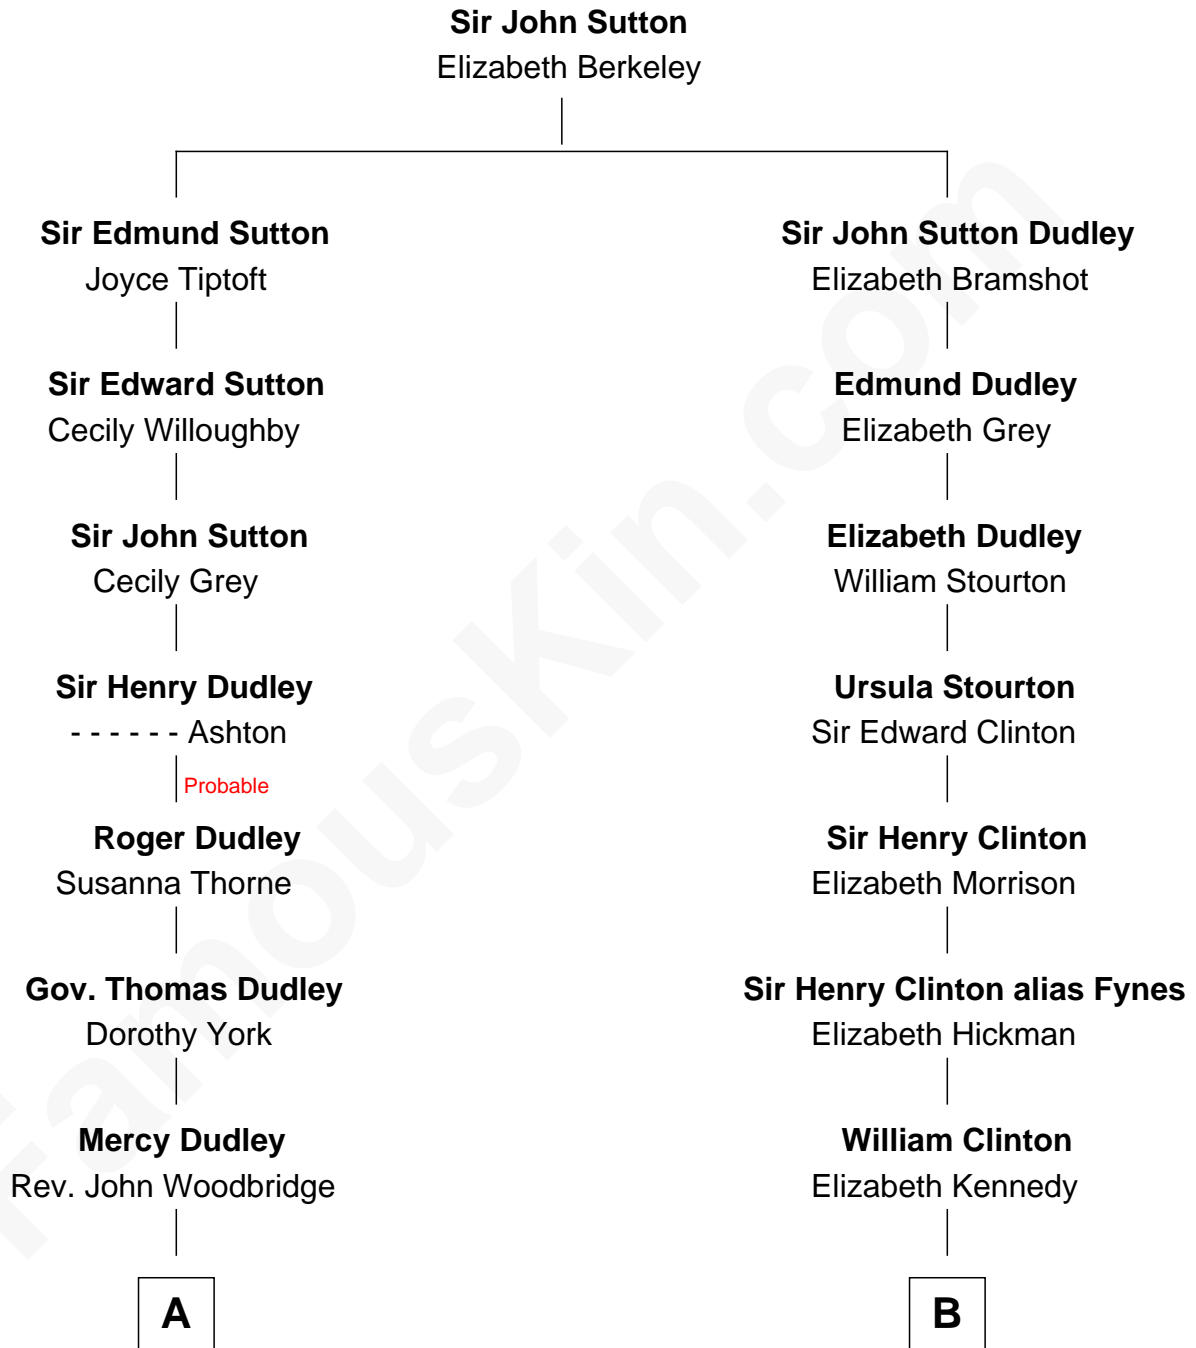 Sir John Sutton
Elizabeth Berkeley
Sir Edmund Sutton
Joyce Tiptoft
Sir Edward Sutton
Cecily Willoughby
Sir John Sutton
Cecily Grey
Sir Henry Dudley
- - - - - - Ashton
Probable
Roger Dudley
Susanna Thorne
Gov. Thomas Dudley
Dorothy York
Mercy Dudley
Rev. John Woodbridge
A
Sir John Sutton Dudley
Elizabeth Bramshot
Edmund Dudley
Elizabeth Grey
Elizabeth Dudley
William Stourton
Ursula Stourton
Sir Edward Clinton
Sir Henry Clinton
Elizabeth Morrison
Sir Henry Clinton alias Fynes
Elizabeth Hickman
William Clinton
Elizabeth Kennedy
B
FamousKin.com